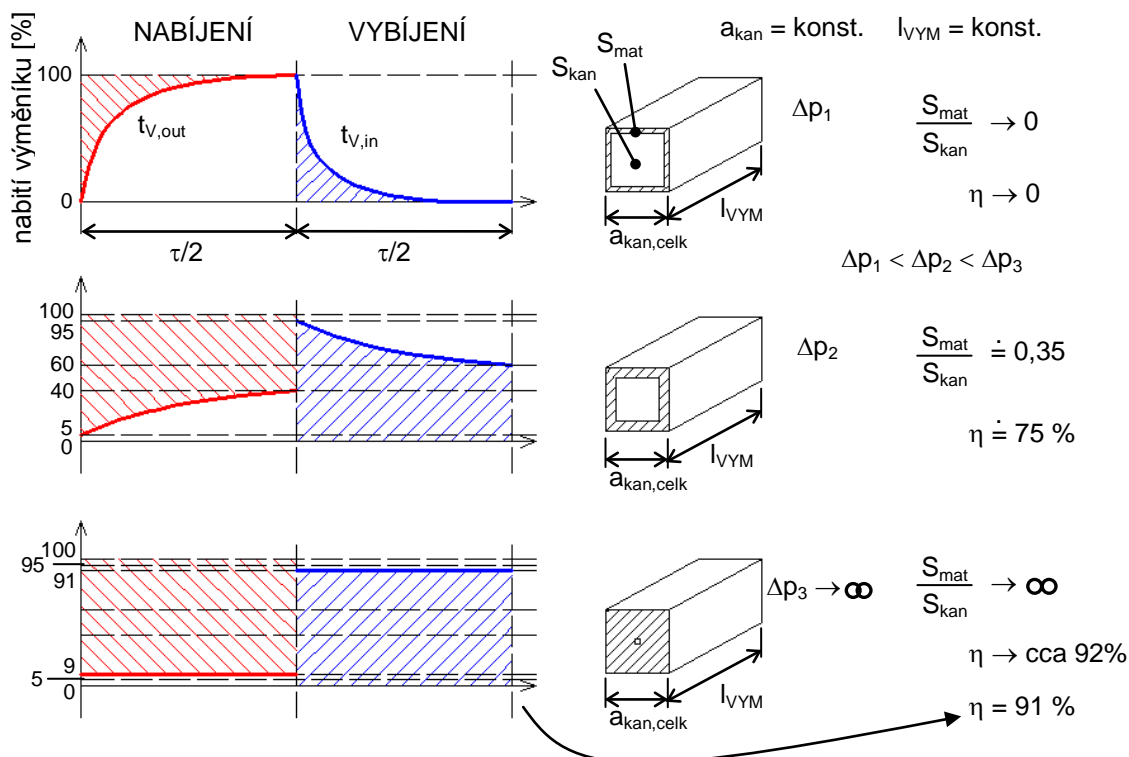 nabití výměníku [%]
NABÍJENÍ
VYBÍJENÍ
100
0
t_V,out
t_V,in
τ/2
τ/2
a_kan = konst.
l_VYM = konst.
S_mat
S_kan
Δp_1
S_mat
S_kan
→ 0
η → 0
l_VYM
a_kan,celk
Δp_1 < Δp_2 < Δp_3
100
95
60
40
5
0
Δp_2
S_mat
S_kan
≐ 0,35
η ≐ 75 %
l_VYM
a_kan,celk
100
95
91
9
5
0
Δp_3 → ∞
S_mat
S_kan
→ ∞
η → cca 92%
l_VYM
a_kan,celk
η = 91 %